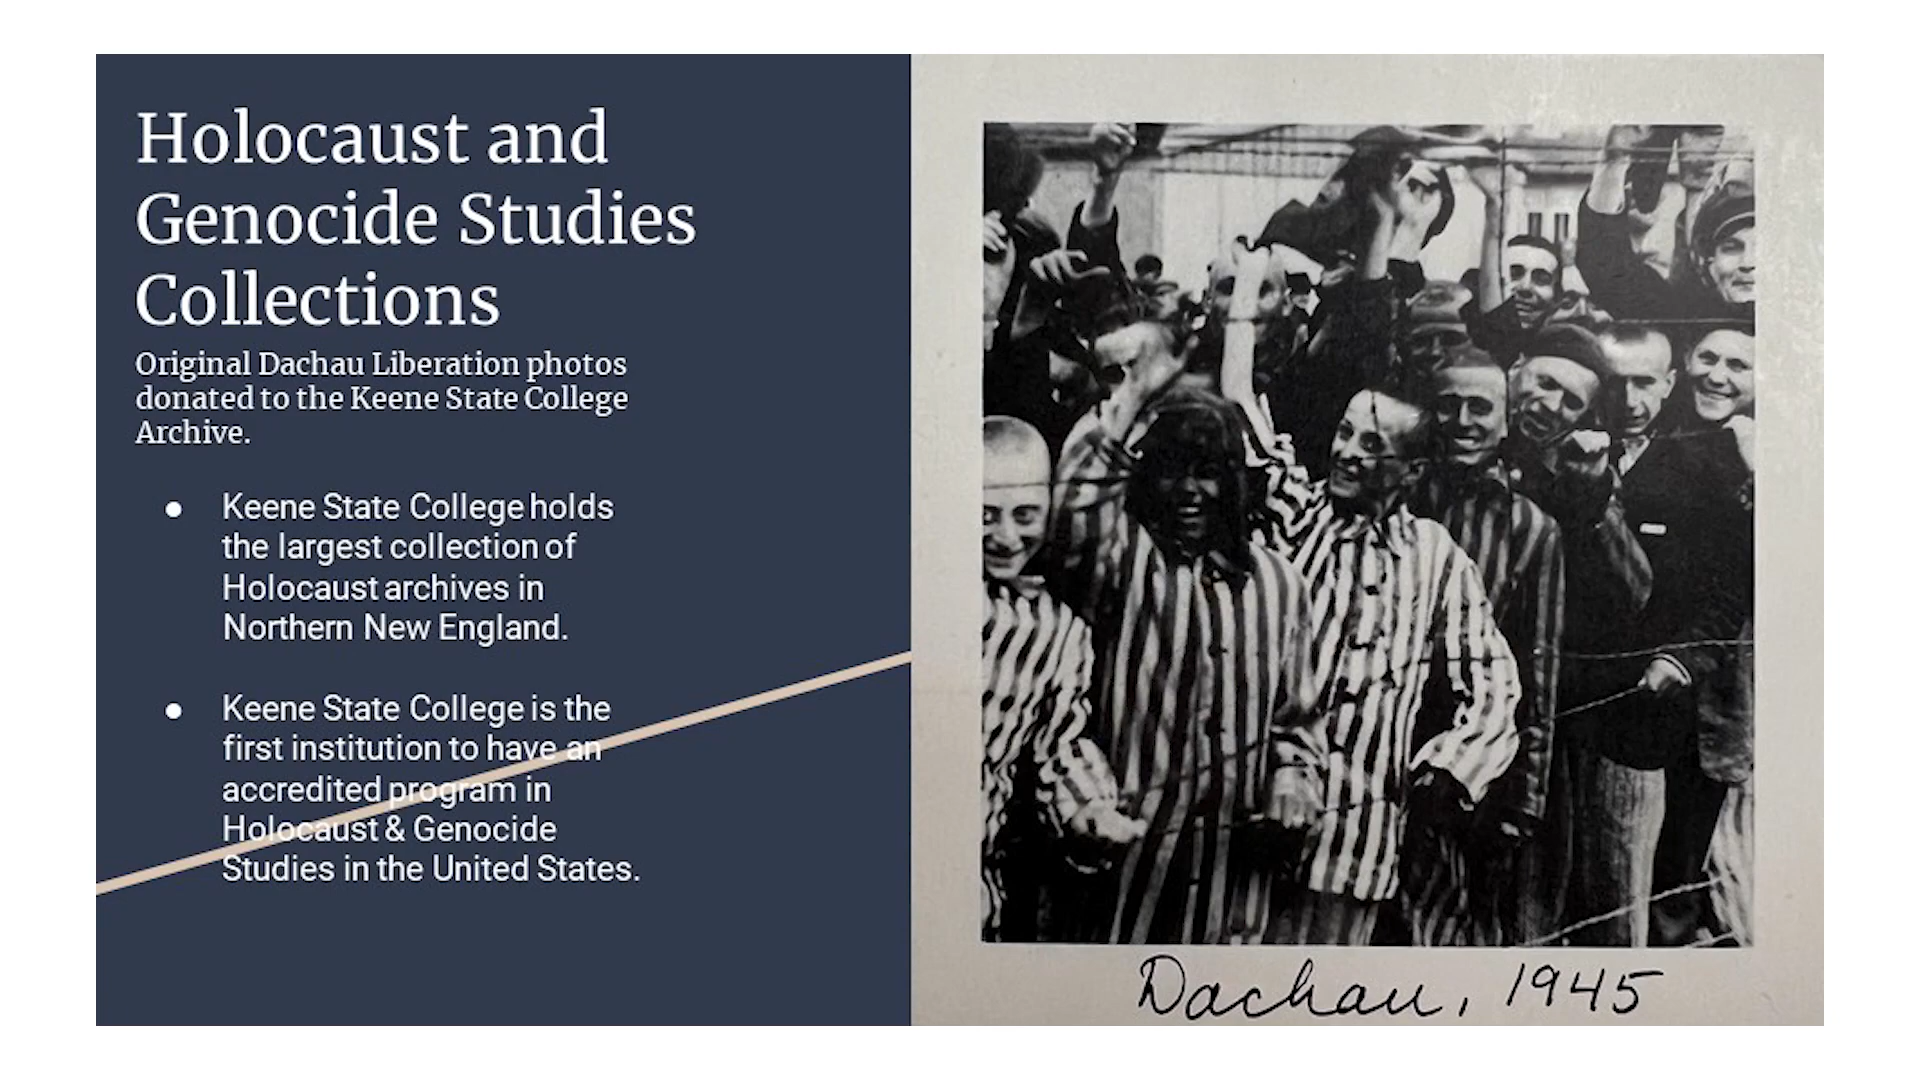 Holocaust and
Genocide Studies
Collections
Original Dachau Liberation photos
donated to the Keene State College
Archive.
● Keene State College holds
the largest collection of
Holocaust archives in
Northern New England.
● Keene State College is the
first institution to have an
accredited program in
Holocaust & Genocide
Studies in the United States.
Dachau, 1945